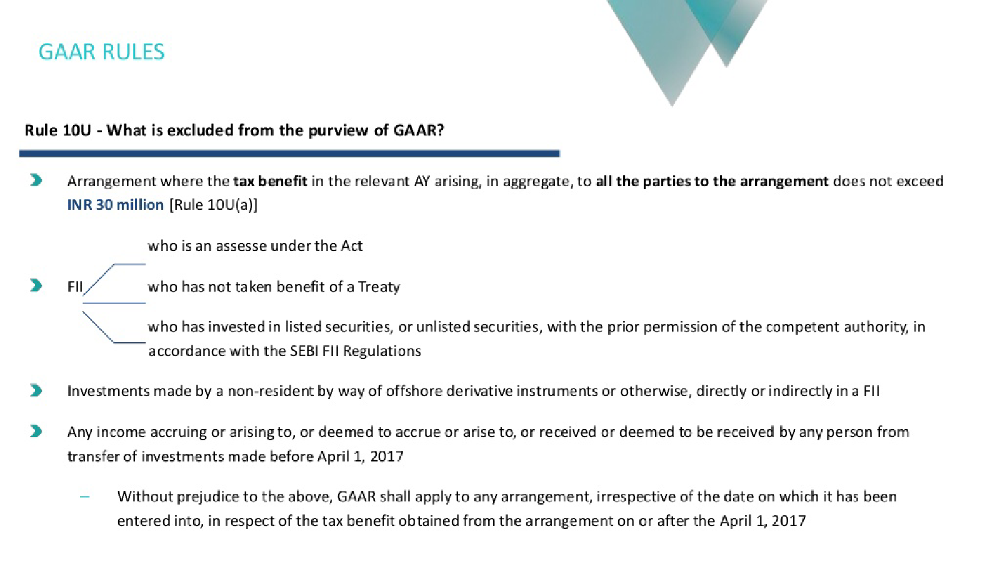 GAAR RULES
Rule 10U - What is excluded from the purview of GAAR?
Arrangement where the tax benefit in the relevant AY arising, in aggregate, to all the parties to the arrangement does not exceed
INR 30 million [Rule 10U(a)]
who is an assesse under the Act
FII
who has not taken benefit of a Treaty
who has invested in listed securities, or unlisted securities, with the prior permission of the competent authority, in
accordance with the SEBI FII Regulations
Investments made by a non-resident by way of offshore derivative instruments or otherwise, directly or indirectly in a FII
Any income accruing or arising to, or deemed to accrue or arise to, or received or deemed to be received by any person from
transfer of investments made before April 1, 2017
– Without prejudice to the above, GAAR shall apply to any arrangement, irrespective of the date on which it has been
entered into, in respect of the tax benefit obtained from the arrangement on or after the April 1, 2017